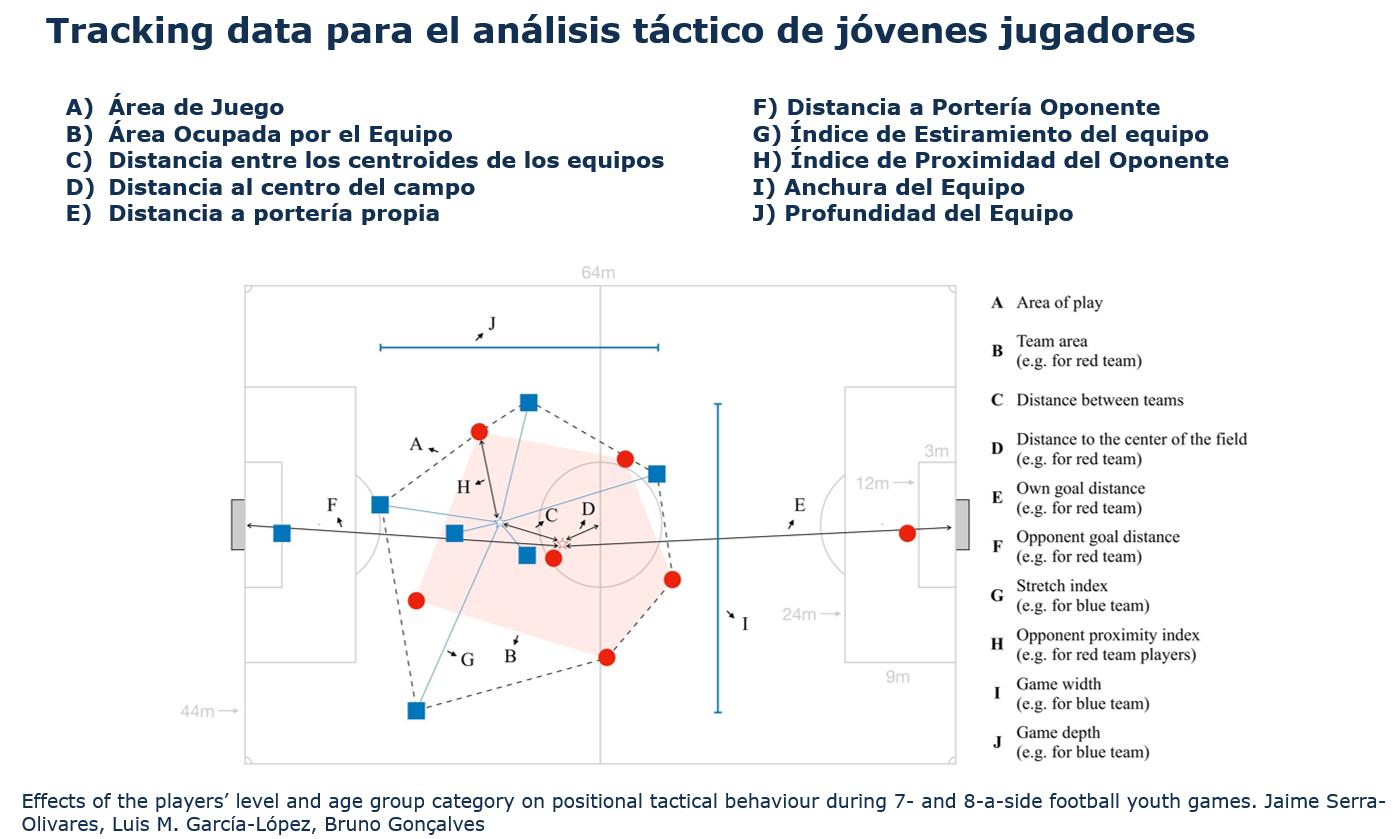 Tracking data para el análisis táctico de jóvenes jugadores
A) Área de Juego
B) Área Ocupada por el Equipo
C) Distancia entre los centroides de los equipos
D) Distancia al centro del campo
E) Distancia a portería propia
F) Distancia a Portería Oponente
G) Índice de Estiramiento del equipo
H) Índice de Proximidad del Oponente
I) Anchura del Equipo
J) Profundidad del Equipo
64m
J
A
H
F
C
D
E
3m
12m
24m
I
G
B
9m
44m
A Area of play
B Team area
(e.g. for red team)
C Distance between teams
D Distance to the center of the field
(e.g. for red team)
E Own goal distance
(e.g. for red team)
F Opponent goal distance
(e.g. for red team)
G Stretch index
(e.g. for blue team)
H Opponent proximity index
(e.g. for red team players)
I Game width
(e.g. for blue team)
J Game depth
(e.g. for blue team)
Effects of the players’ level and age group category on positional tactical behaviour during 7- and 8-a-side football youth games. Jaime Serra-
Olivares, Luis M. García-López, Bruno Gonçalves